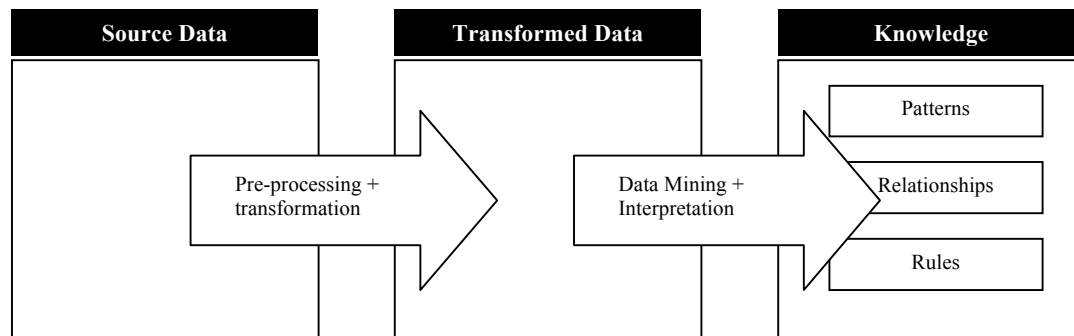 Source Data
Transformed Data
Knowledge
Pre-processing +
transformation
Data Mining +
Interpretation
Patterns
Relationships
Rules